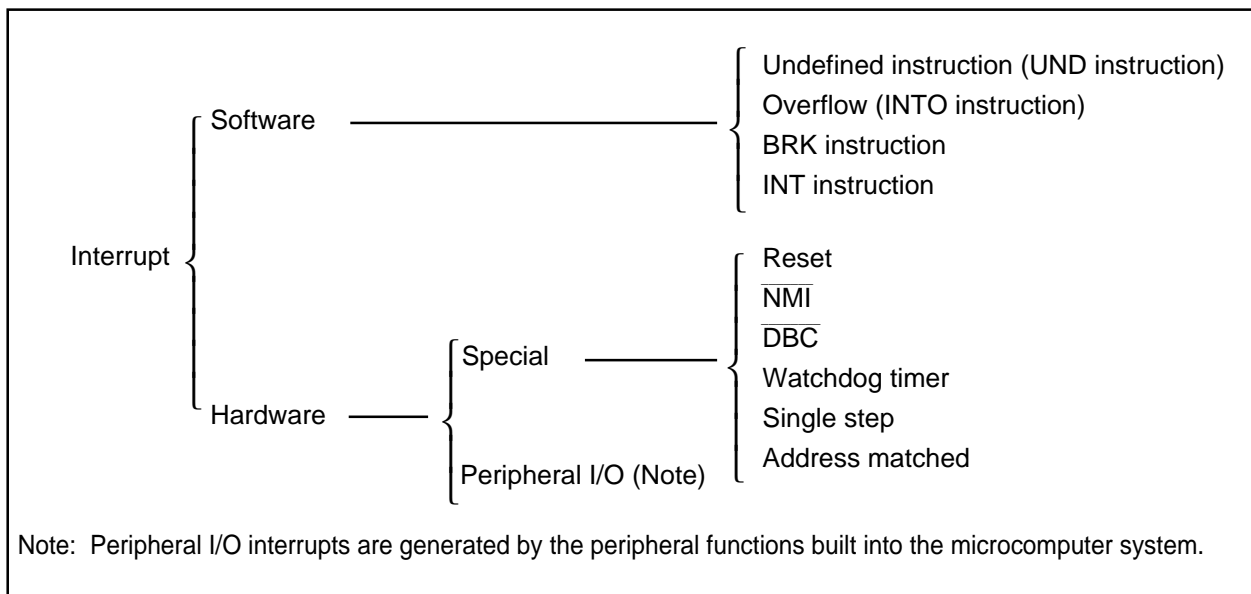 Interrupt
Software
Undefined instruction (UND instruction)
Overflow (INTO instruction)
BRK instruction
INT instruction
Hardware
Special
Reset
N̅M̅I̅
D̅B̅C̅
Watchdog timer
Single step
Address matched
Peripheral I/O (Note)
Note: Peripheral I/O interrupts are generated by the peripheral functions built into the microcomputer system.